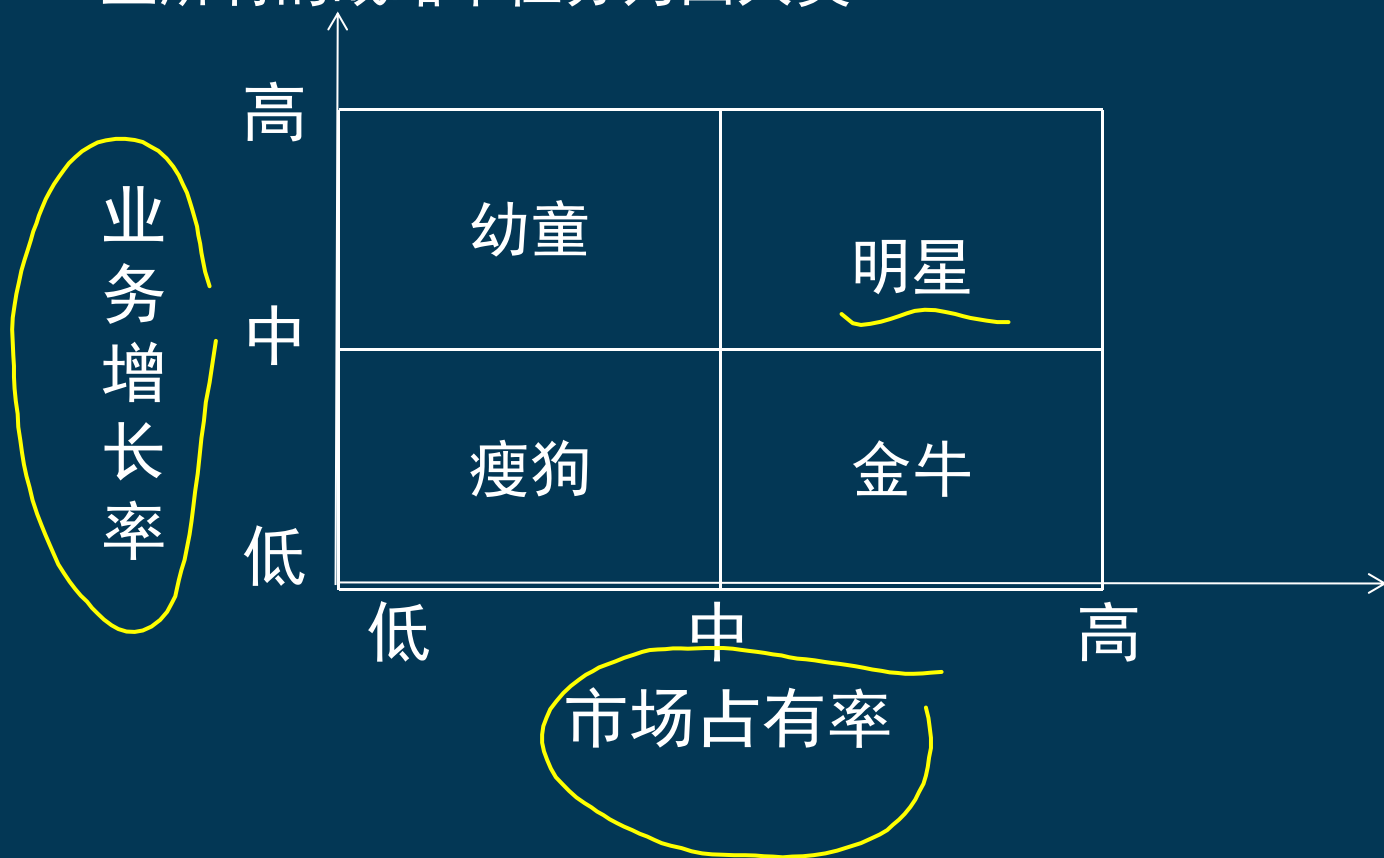 高
幼童
明星
业务增长率
中
瘦狗
金牛
低
低
中
高
市场占有率